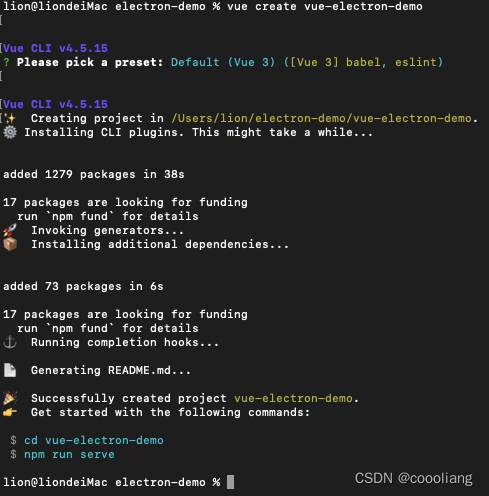 lion@liondeiMac electron-demo % vue create vue-electron-demo
[
[Vue CLI v4.5.15
? Please pick a preset: Default (Vue 3) ([Vue 3] babel, eslint)
[
[Vue CLI v4.5.15
[✨  Creating project in /Users/lion/electron-demo/vue-electron-demo.
⚙️ Installing CLI plugins. This might take a while...
added 1279 packages in 38s
17 packages are looking for funding
  run `npm fund` for details
🚀  Invoking generators...
📦  Installing additional dependencies...
added 73 packages in 6s
17 packages are looking for funding
  run `npm fund` for details
⚓  Running completion hooks...
📄  Generating README.md...
🎉  Successfully created project vue-electron-demo.
👉  Get started with the following commands:
$ cd vue-electron-demo
$ npm run serve
lion@liondeiMac electron-demo %
CSDN @coooliang